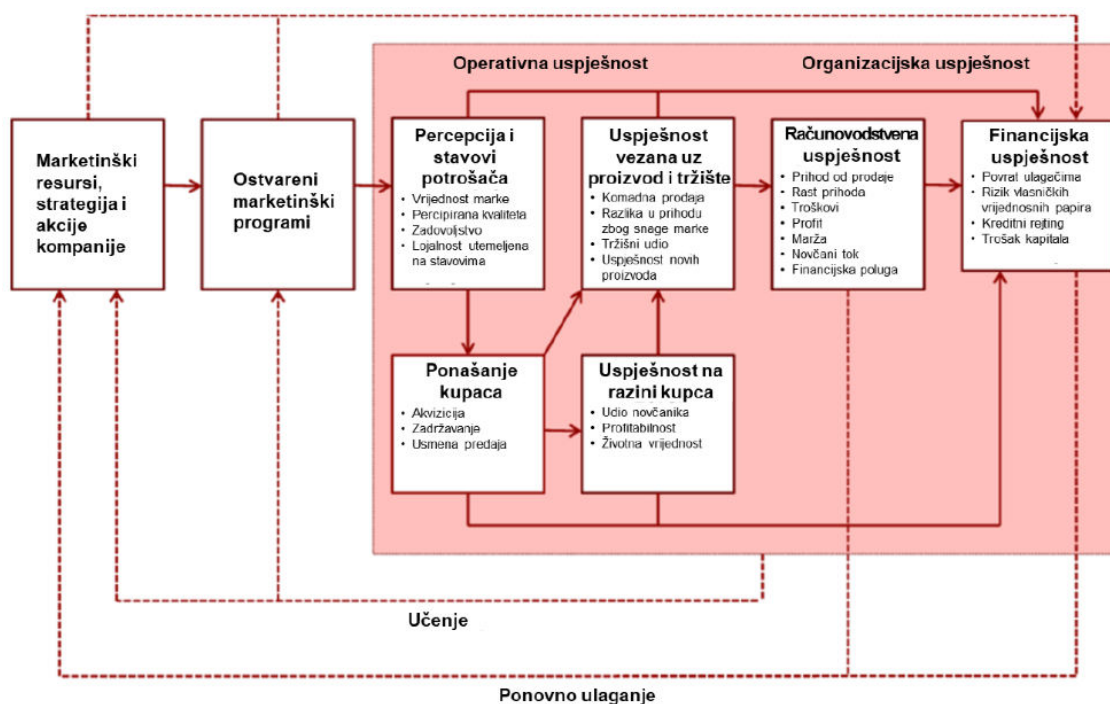 Operativna uspješnost
Organizacijska uspješnost
Marketinški
resursi,
strategija i
akcije
kompanije
Ostvareni
marketinški
programi
Percepcija i
stavovi
potrošača
• Vrijednost marke
• Percipirana kvaliteta
• Zadovoljstvo
• Lojalnost utemeljena
na stavovima
Uspješnost
vezana uz
proizvod i tržište
• Komadna prodaja
• Razlika u prihodu
zbog snage marke
• Tržišni udio
• Uspješnost novih
proizvoda
Računovodstvena
uspješnost
• Prihod od prodaje
• Rast prihoda
• Troškovi
• Profit
• Marža
• Novčani tok
• Financijska poluga
Financijska
uspješnost
• Povrat ulagačima
• Rizik vlasničkih
vrijednosnih papira
• Kreditni rejting
• Trošak kapitala
Ponašanje
kupaca
• Akvizicija
• Zadržavanje
• Usmena predaja
Uspješnost na
razini kupca
• Udio novčanika
• Profitabilnost
• Životna vrijednost
Učenje
Ponovno ulaganje